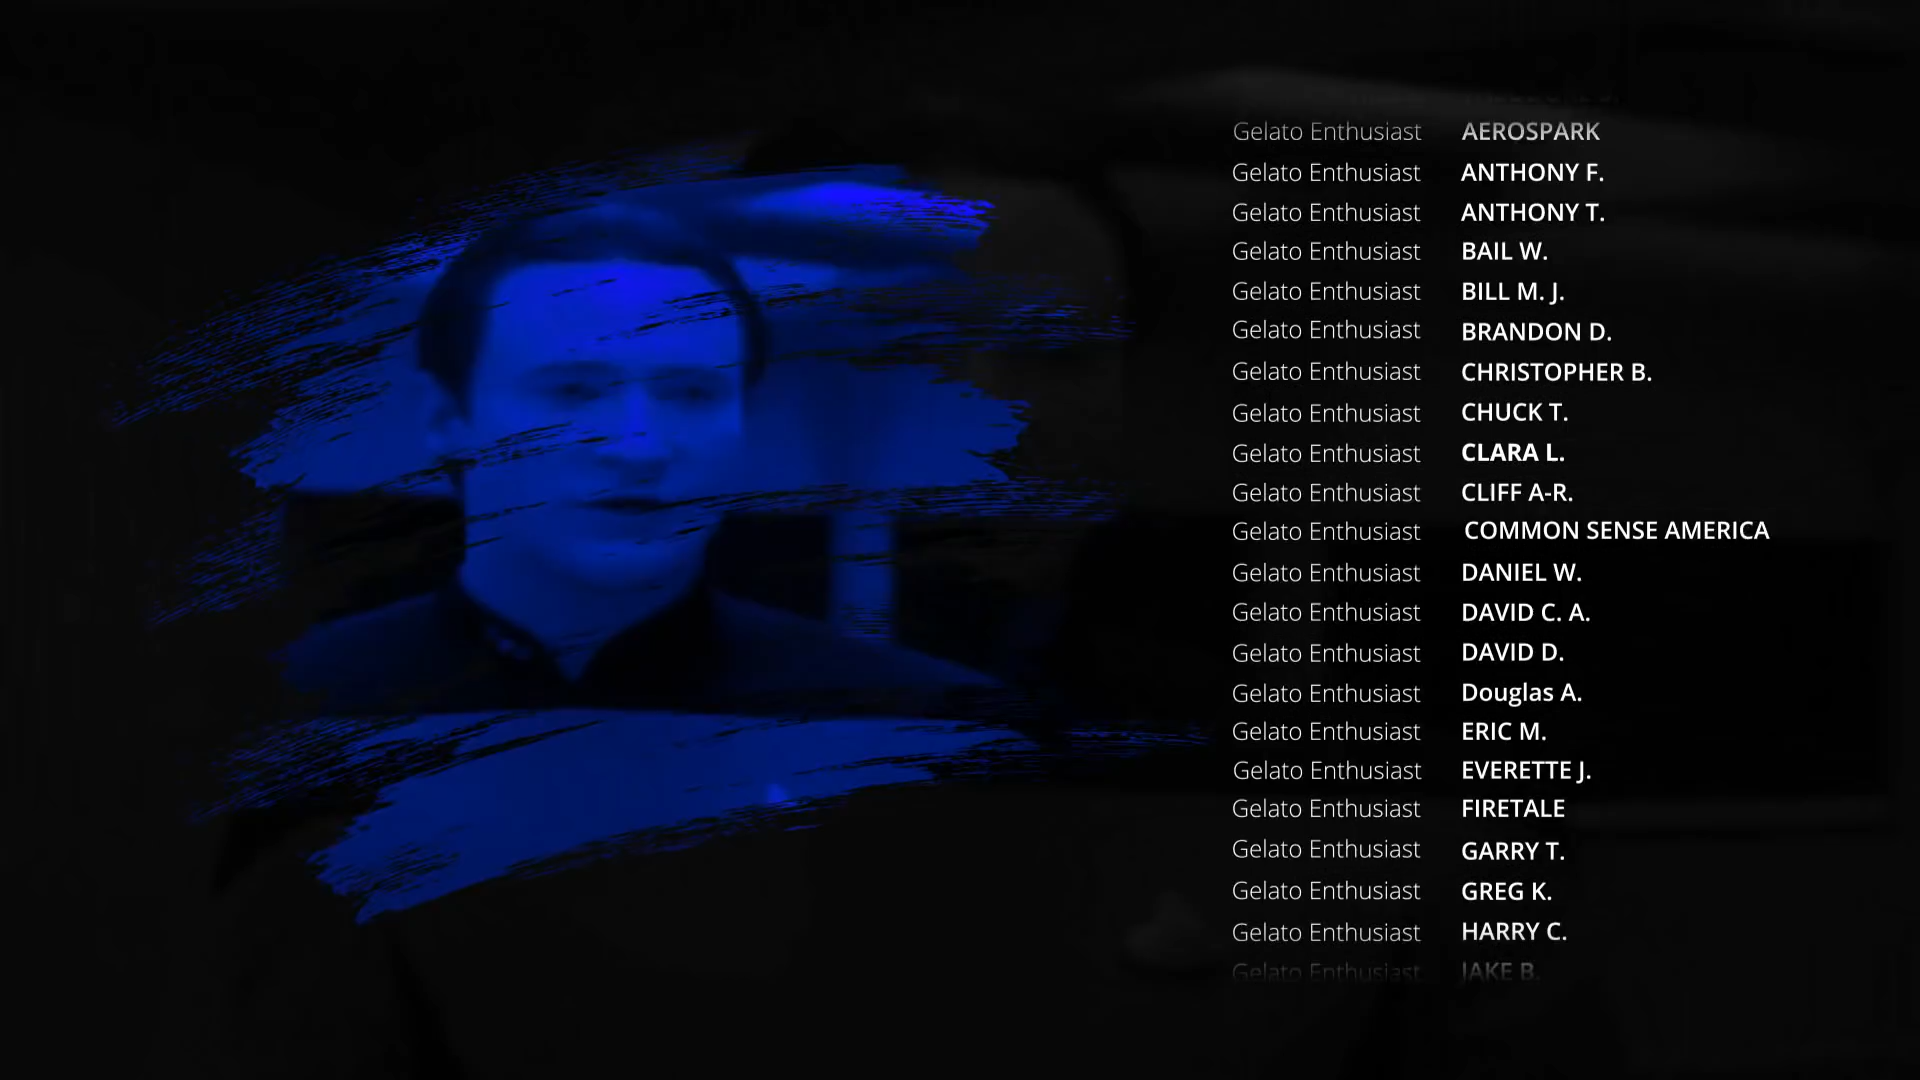 Gelato Enthusiast AEROSPARK
Gelato Enthusiast ANTHONY F.
Gelato Enthusiast ANTHONY T.
Gelato Enthusiast BAIL W.
Gelato Enthusiast BILL M. J.
Gelato Enthusiast BRANDON D.
Gelato Enthusiast CHRISTOPHER B.
Gelato Enthusiast CHUCK T.
Gelato Enthusiast CLARA L.
Gelato Enthusiast CLIFF A-R.
Gelato Enthusiast COMMON SENSE AMERICA
Gelato Enthusiast DANIEL W.
Gelato Enthusiast DAVID C. A.
Gelato Enthusiast DAVID D.
Gelato Enthusiast Douglas A.
Gelato Enthusiast ERIC M.
Gelato Enthusiast EVERETTE J.
Gelato Enthusiast FIRETALE
Gelato Enthusiast GARRY T.
Gelato Enthusiast GREG K.
Gelato Enthusiast HARRY C.
Gelato Enthusiast JAKE B.